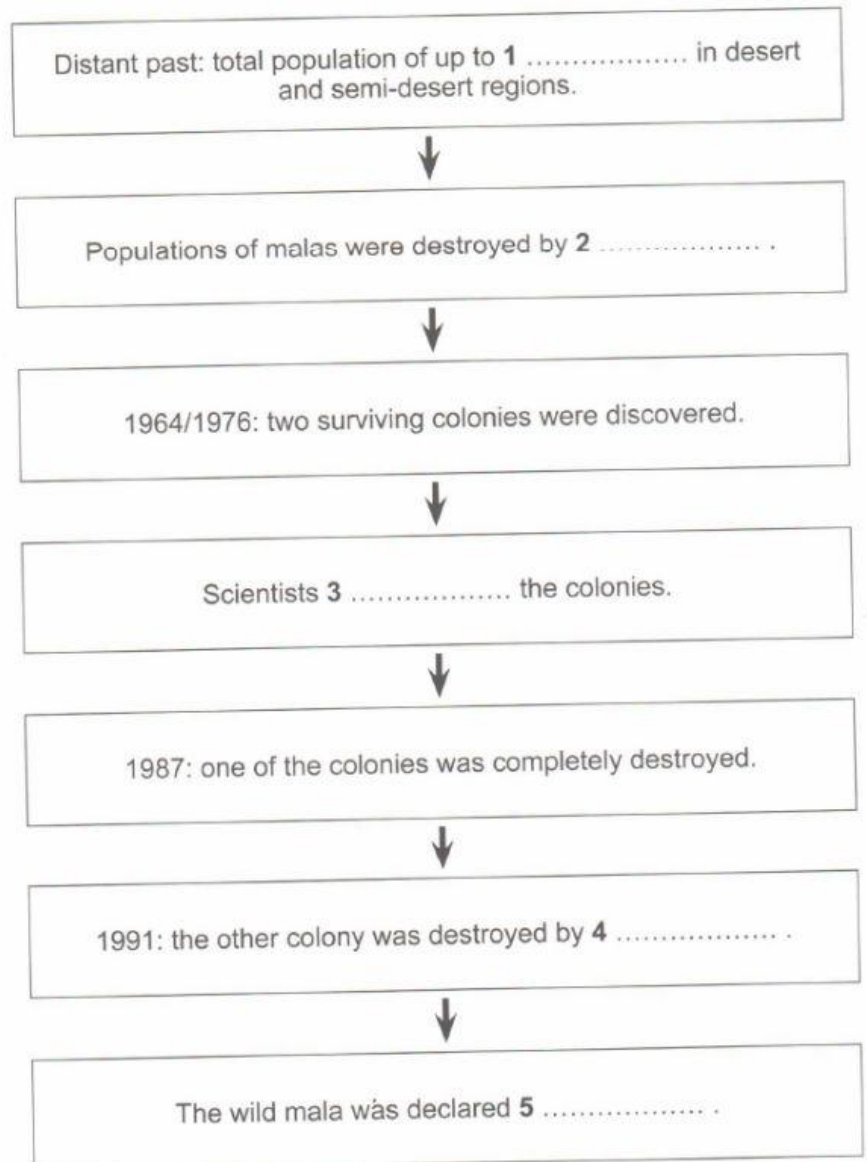 Distant past: total population of up to 1 .................. in desert
and semi-desert regions.
Populations of malas were destroyed by 2 .................. .
1964/1976: two surviving colonies were discovered.
Scientists 3 .................. the colonies.
1987: one of the colonies was completely destroyed.
1991: the other colony was destroyed by 4 .................. .
The wild mala was declared 5 .................. .